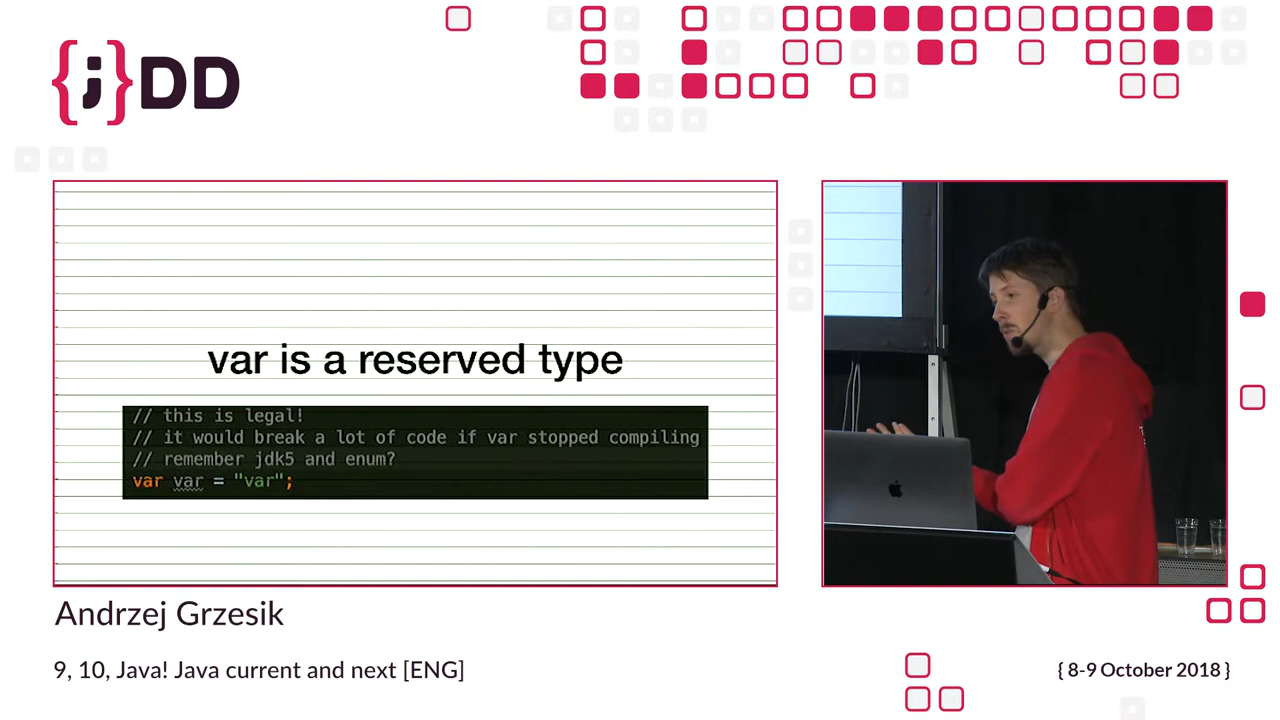 {j}DD
var is a reserved type
// this is legal!
// it would break a lot of code if var stopped compiling
// remember jdk5 and enum?
var var = "var";
Andrzej Grzesik
9, 10, Java! Java current and next [ENG]
{ 8-9 October 2018 }